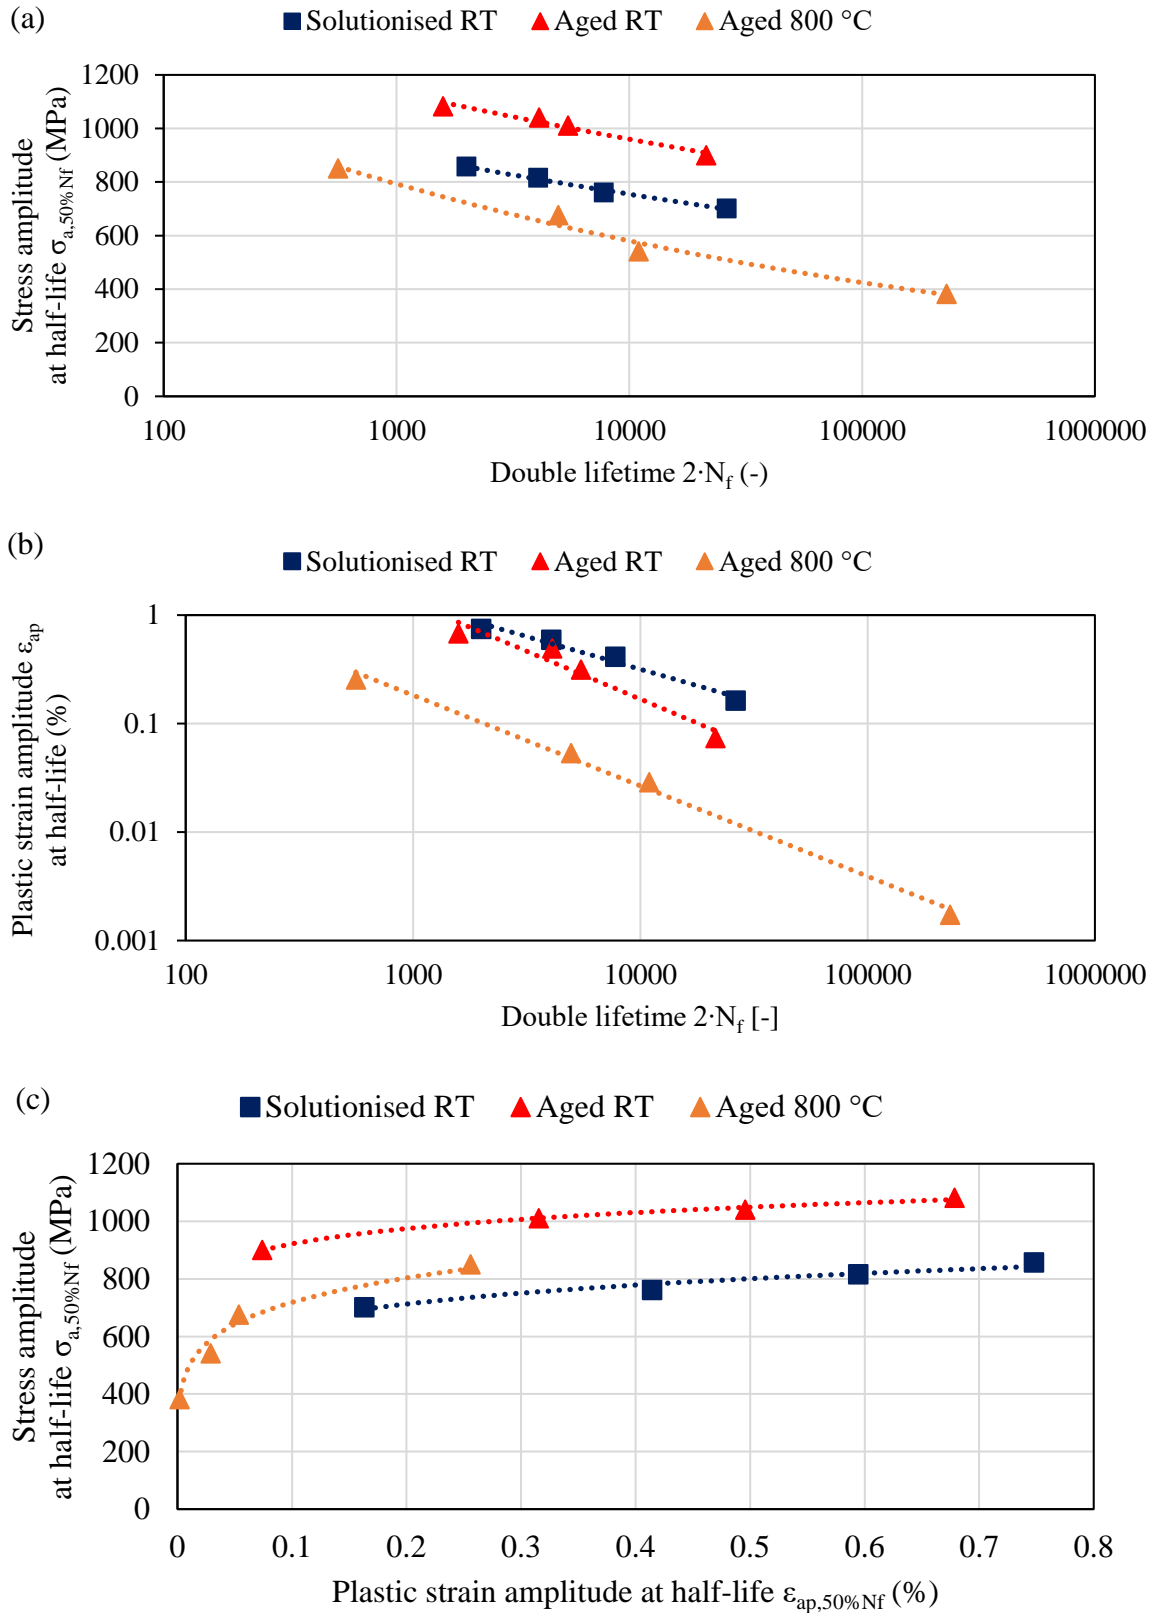 (a)
Solutionised RT Aged RT Aged 800 °C
Stress amplitude
at half-life σa,50%Nf (MPa)
1200
1000
800
600
400
200
0
100 1000 10000 100000 1000000
Double lifetime 2·Nf (-)
(b)
Solutionised RT Aged RT Aged 800 °C
Plastic strain amplitude εap
at half-life (%)
1
0.1
0.01
0.001
100 1000 10000 100000 1000000
Double lifetime 2·Nf [-]
(c)
Solutionised RT Aged RT Aged 800 °C
Stress amplitude
at half-life σa,50%Nf (MPa)
1200
1000
800
600
400
200
0
0 0.1 0.2 0.3 0.4 0.5 0.6 0.7 0.8
Plastic strain amplitude at half-life εap,50%Nf (%)